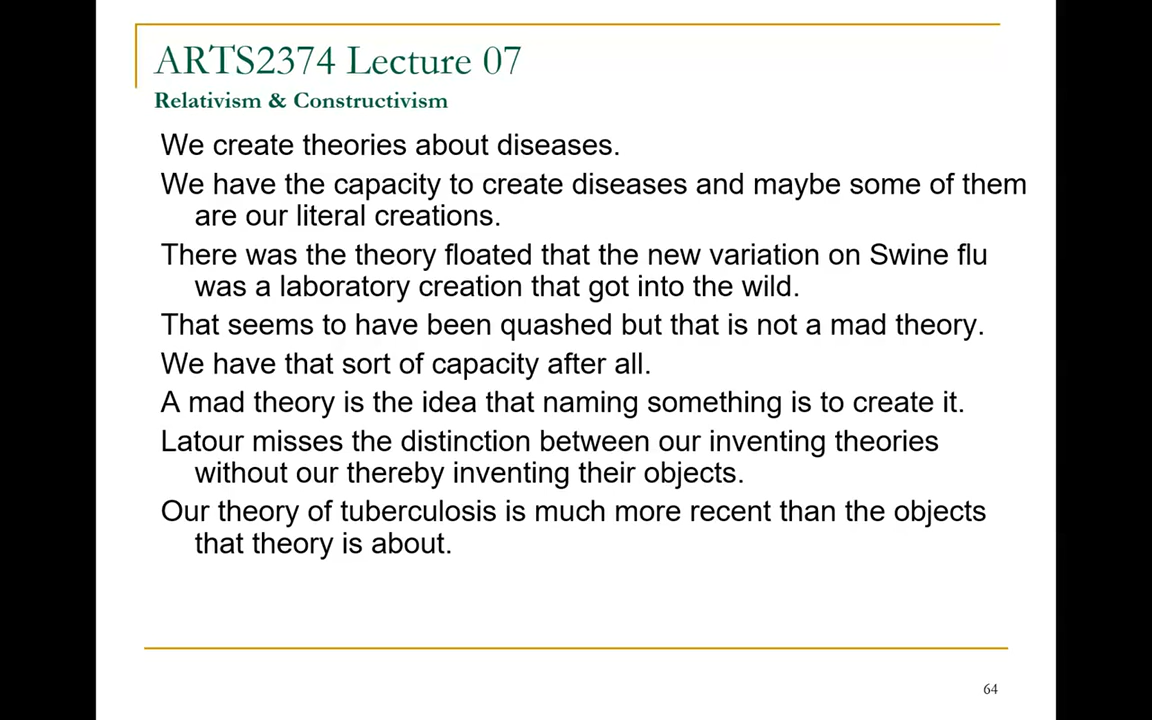 ARTS2374 Lecture 07
Relativism & Constructivism
We create theories about diseases.
We have the capacity to create diseases and maybe some of them
are our literal creations.
There was the theory floated that the new variation on Swine flu
was a laboratory creation that got into the wild.
That seems to have been quashed but that is not a mad theory.
We have that sort of capacity after all.
A mad theory is the idea that naming something is to create it.
Latour misses the distinction between our inventing theories
without our thereby inventing their objects.
Our theory of tuberculosis is much more recent than the objects
that theory is about.
64